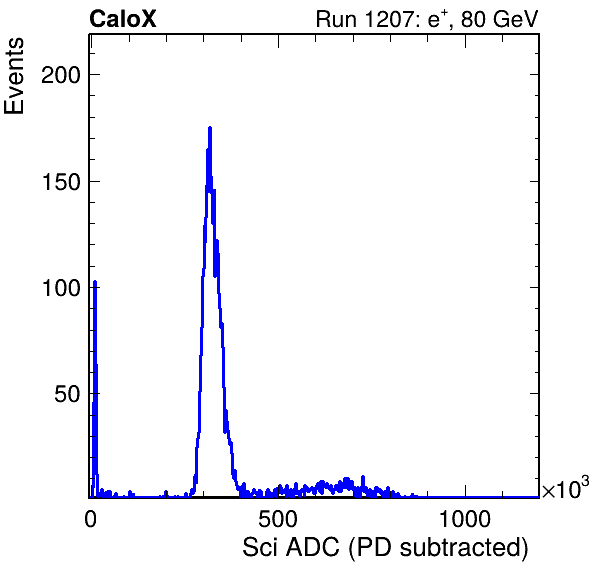 CaloX Run 1207: e⁺, 80 GeV
Events
200
150
100
50
0 500 1000 ×10³
Sci ADC (PD subtracted)